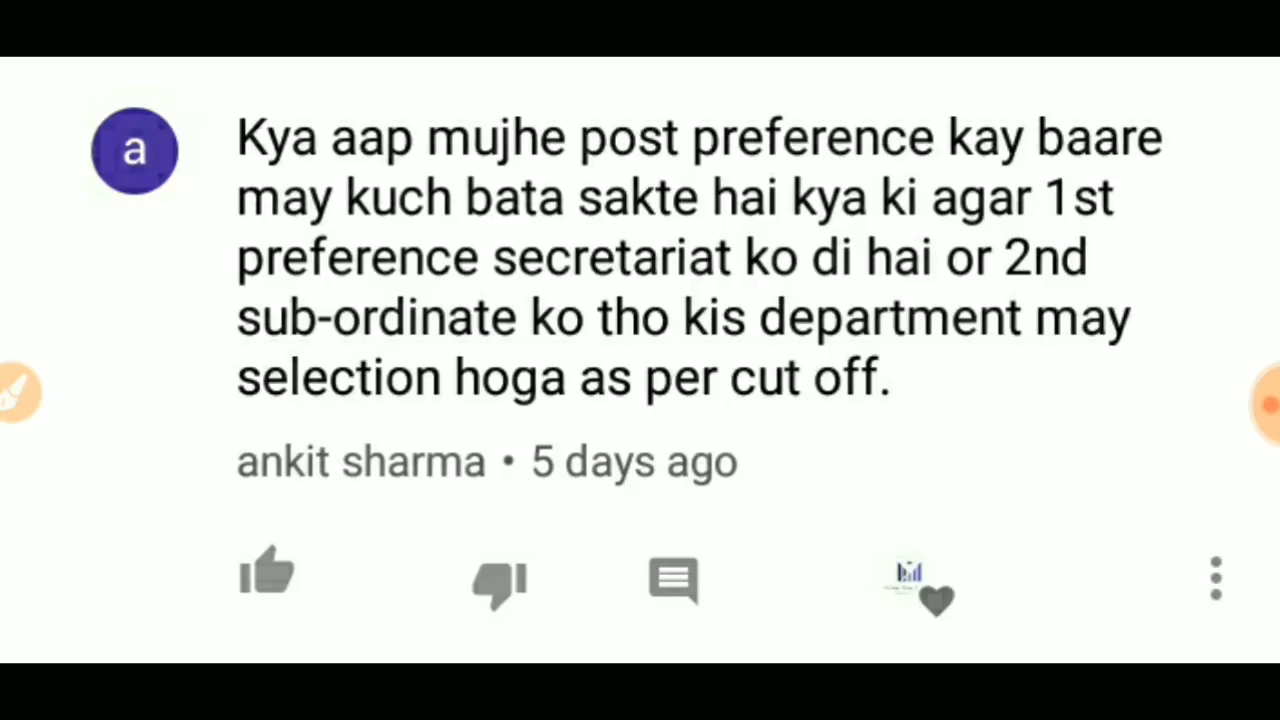 a
Kya aap mujhe post preference kay baare
may kuch bata sakte hai kya ki agar 1st
preference secretariat ko di hai or 2nd
sub-ordinate ko tho kis department may
selection hoga as per cut off.
ankit sharma • 5 days ago